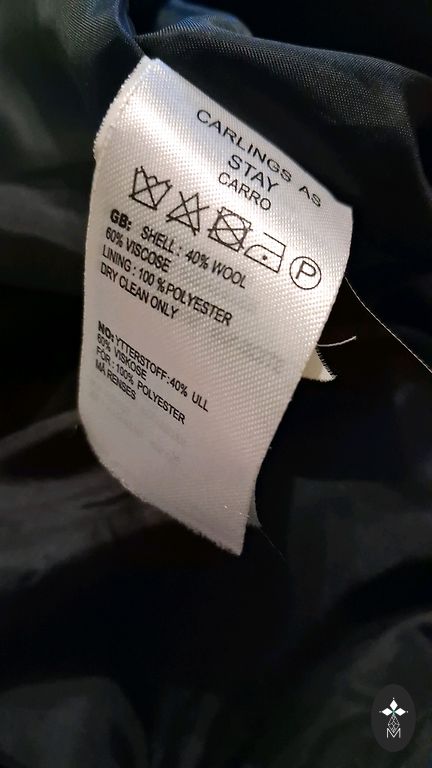 CARLINGS AS
STAY
CARRO
P
GB: SHELL : 40% WOOL
60% VISCOSE
LINING : 100 % POLYESTER
DRY CLEAN ONLY
NO: YTTERSTOFF:40% ULL
60% VISKOSE
FOR : 100% POLYESTER
MÅ RENSES
M